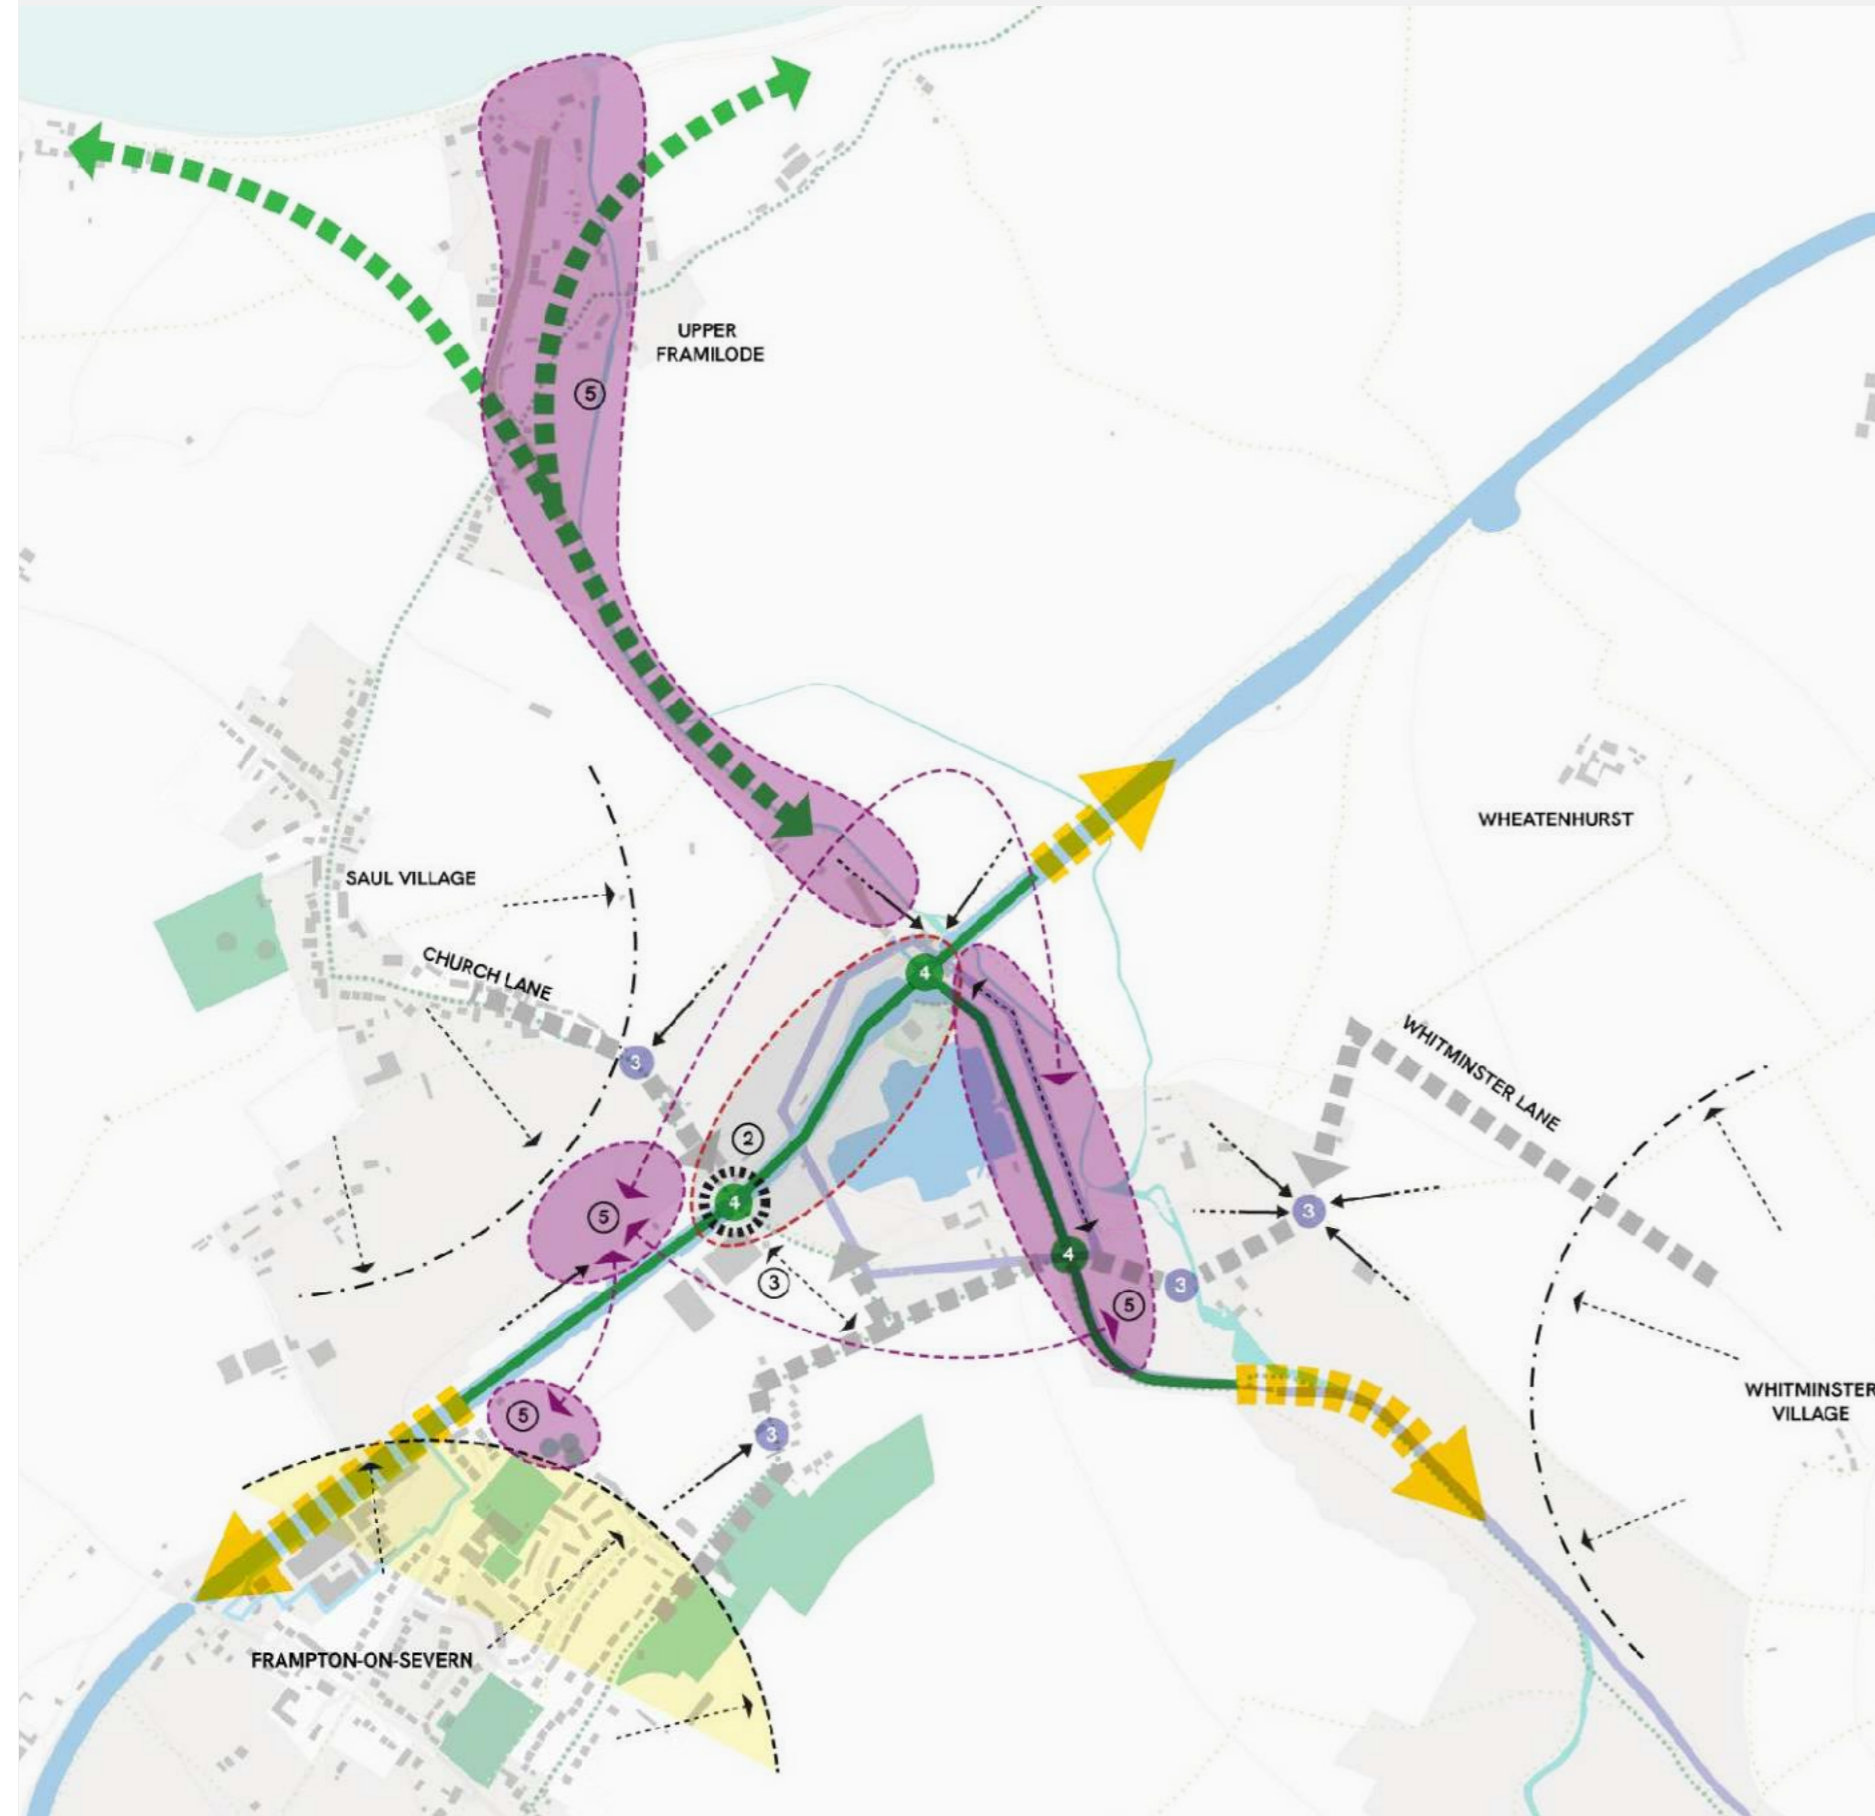 UPPER
FRAMILODE
5
SAUL VILLAGE
WHEATENHURST
CHURCH LANE
4
3
WHITMINSTER LANE
2
4
5
3
3
4
3
5
5
3
WHITMINSTER
VILLAGE
FRAMPTON-ON-SEVERN